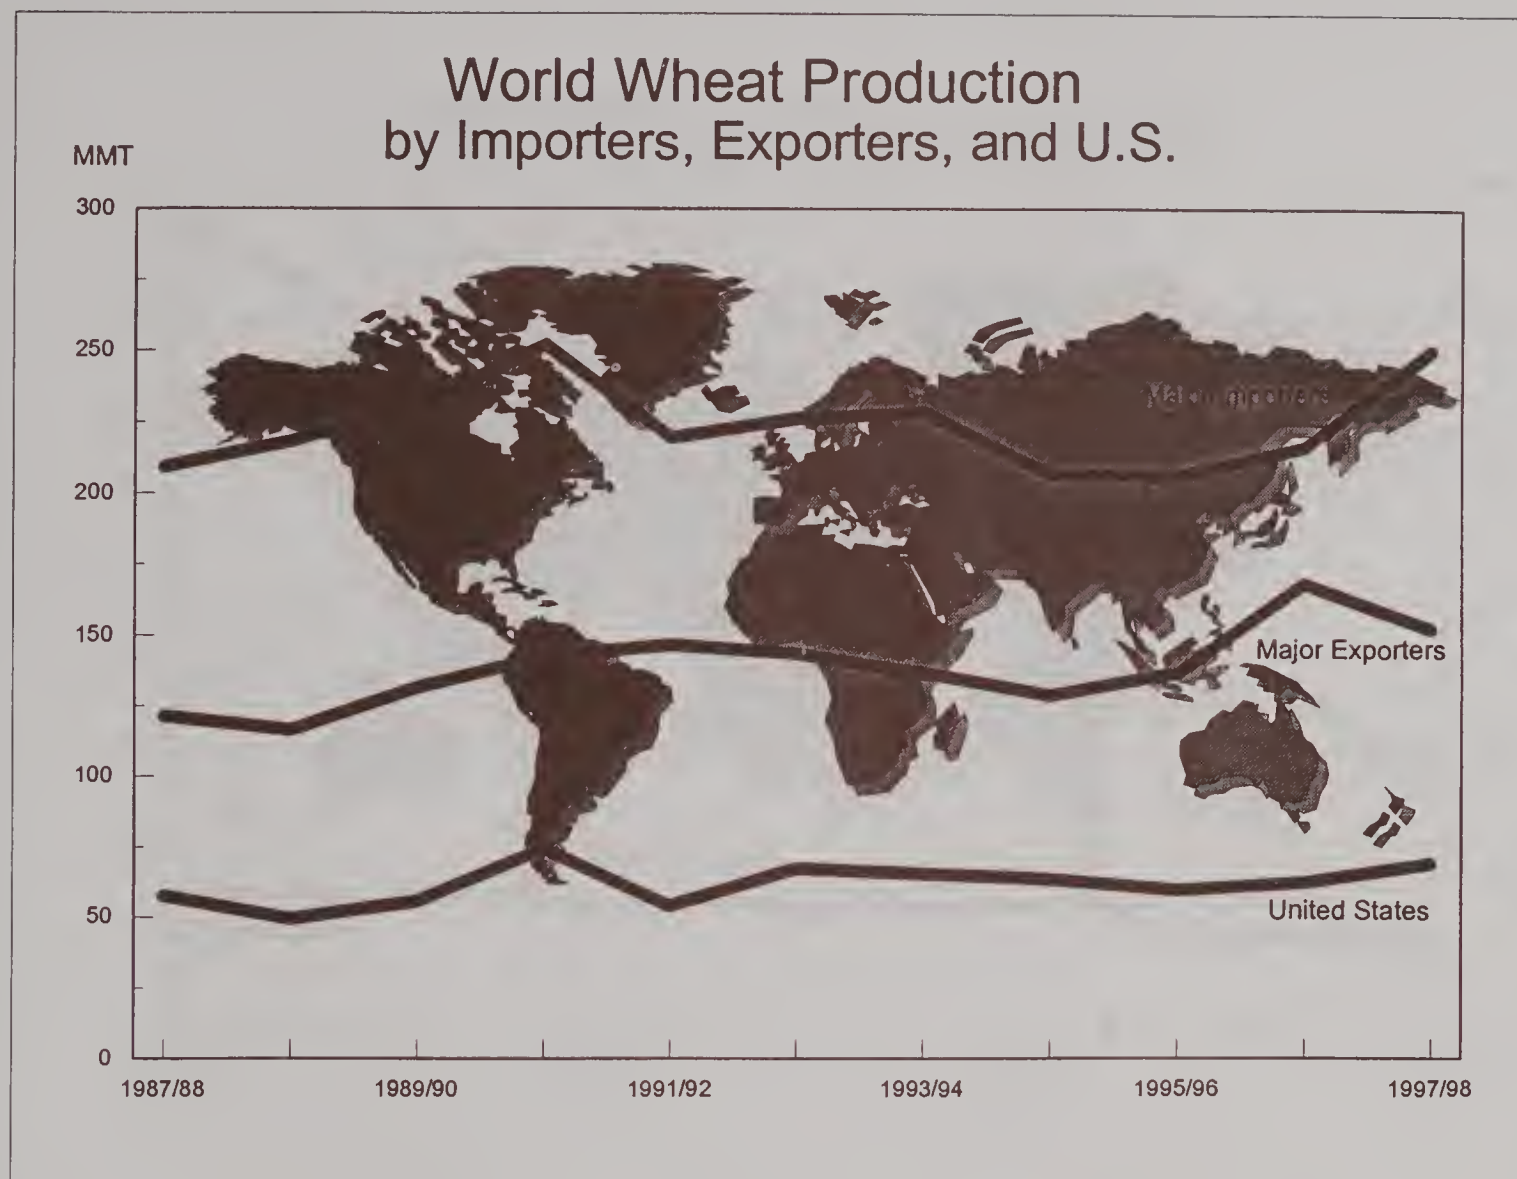 World Wheat Production
by Importers, Exporters, and U.S.
MMT
300
250
200
150
100
50
0
Major Exporters
United States
1987/88 1989/90 1991/92 1993/94 1995/96 1997/98